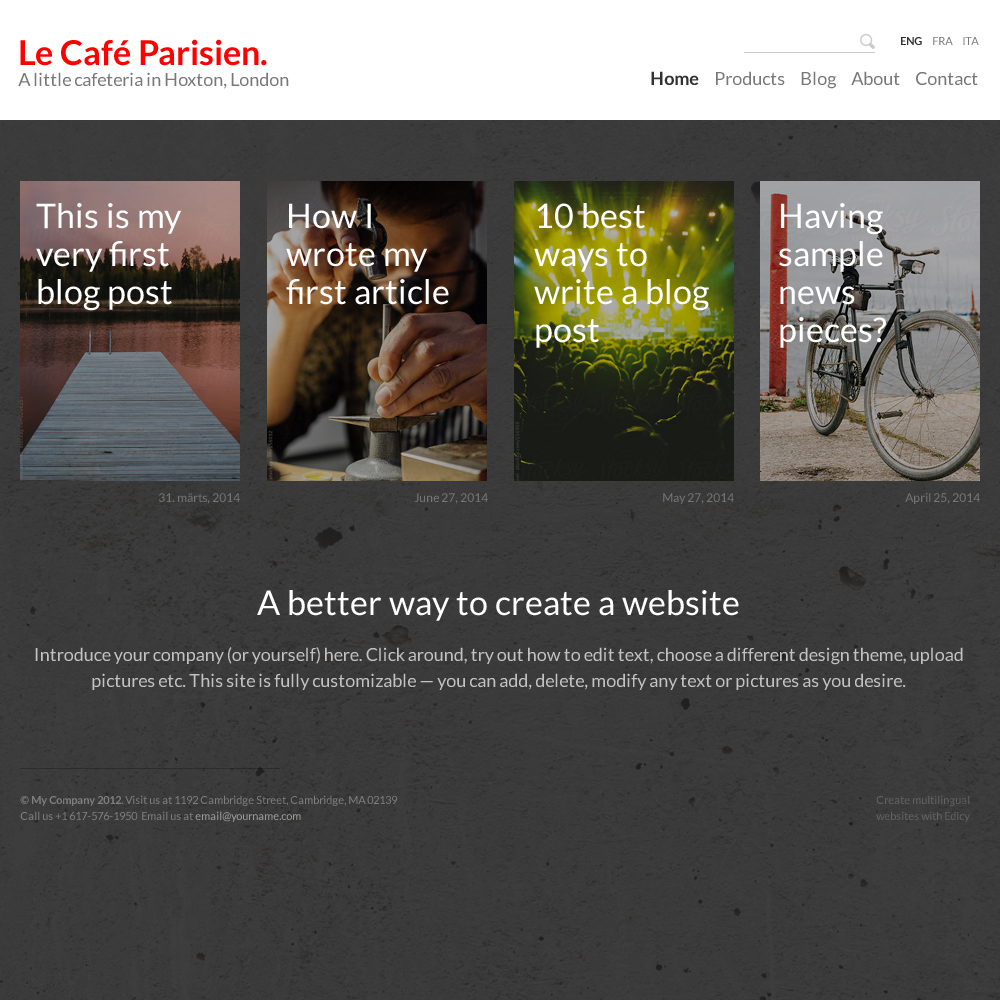 Le Café Parisien.
A little cafeteria in Hoxton, London
ENG FRA ITA
Home Products Blog About Contact
This is my
very first
blog post
31. märts, 2014
How I
wrote my
first article
June 27, 2014
10 best
ways to
write a blog
post
May 27, 2014
Having
sample
news
pieces?
April 25, 2014
A better way to create a website
Introduce your company (or yourself) here. Click around, try out how to edit text, choose a different design theme, upload
pictures etc. This site is fully customizable — you can add, delete, modify any text or pictures as you desire.
© My Company 2012. Visit us at 1192 Cambridge Street, Cambridge, MA 02139
Call us +1 617-576-1950 Email us at email@yourname.com
Create multilingual
websites with Edicy